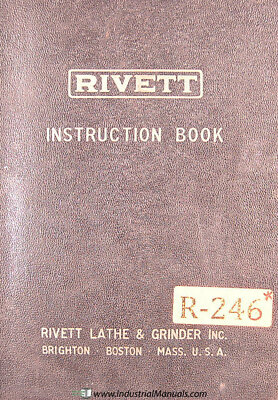 RIVETT
INSTRUCTION BOOK
R-246*
RIVETT LATHE & GRINDER INC.
BRIGHTON BOSTON MASS. U. S. A.
www.IndustrialManuals.com